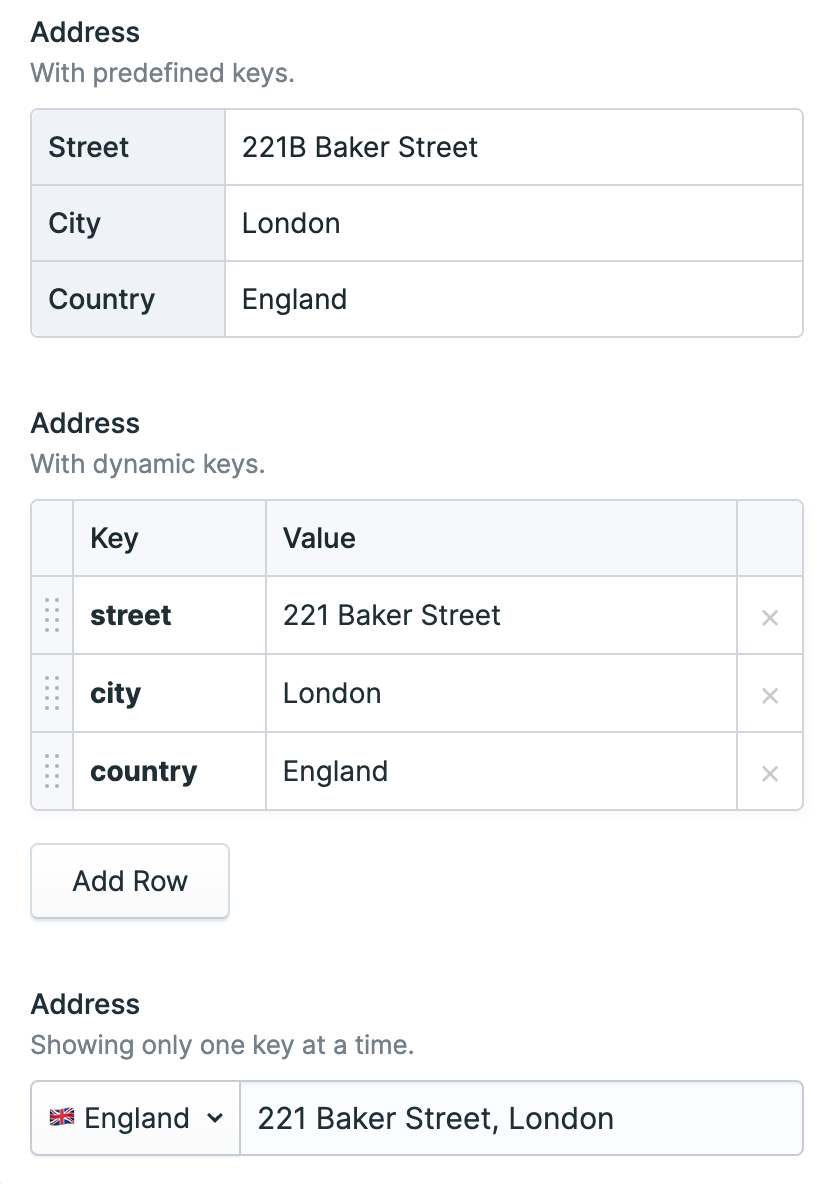 Address
With predefined keys.
Street 221B Baker Street
City London
Country England
Address
With dynamic keys.
Key Value
street 221 Baker Street ×
city London ×
country England ×
Add Row
Address
Showing only one key at a time.
England 221 Baker Street, London